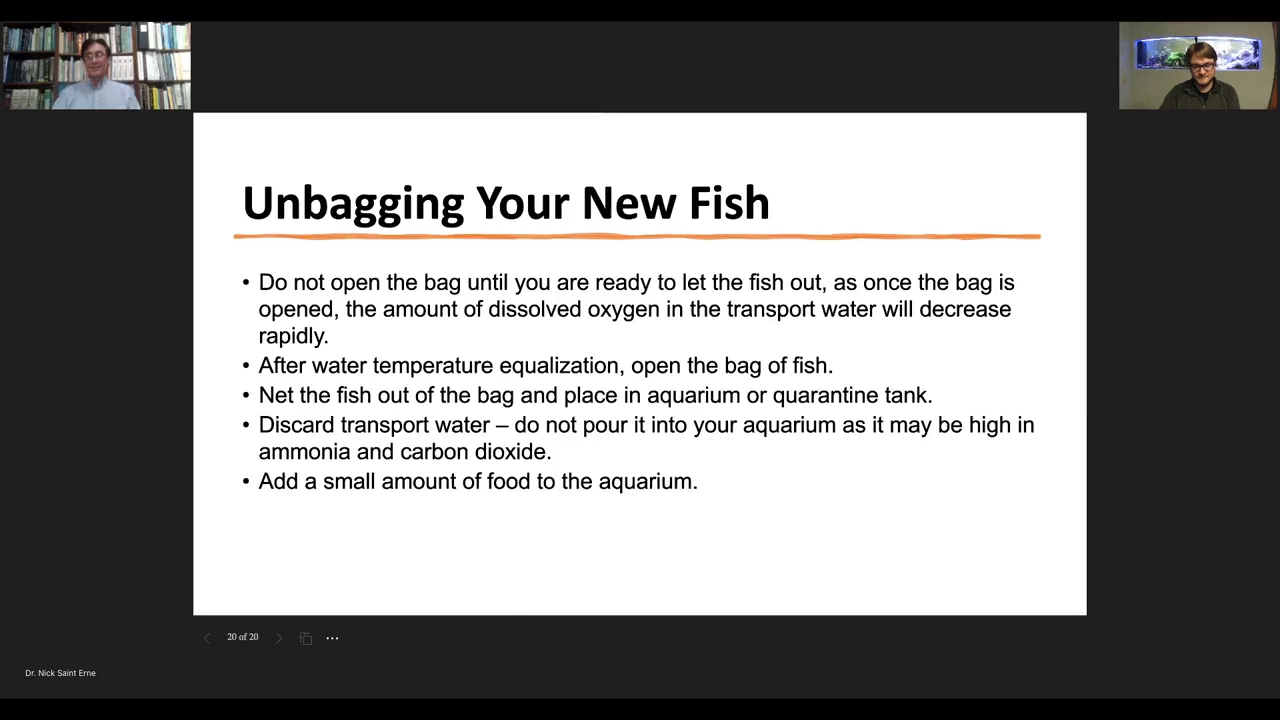 Unbagging Your New Fish
• Do not open the bag until you are ready to let the fish out, as once the bag is
opened, the amount of dissolved oxygen in the transport water will decrease
rapidly.
• After water temperature equalization, open the bag of fish.
• Net the fish out of the bag and place in aquarium or quarantine tank.
• Discard transport water – do not pour it into your aquarium as it may be high in
ammonia and carbon dioxide.
• Add a small amount of food to the aquarium.
20 of 20
Dr. Nick Saint Erne